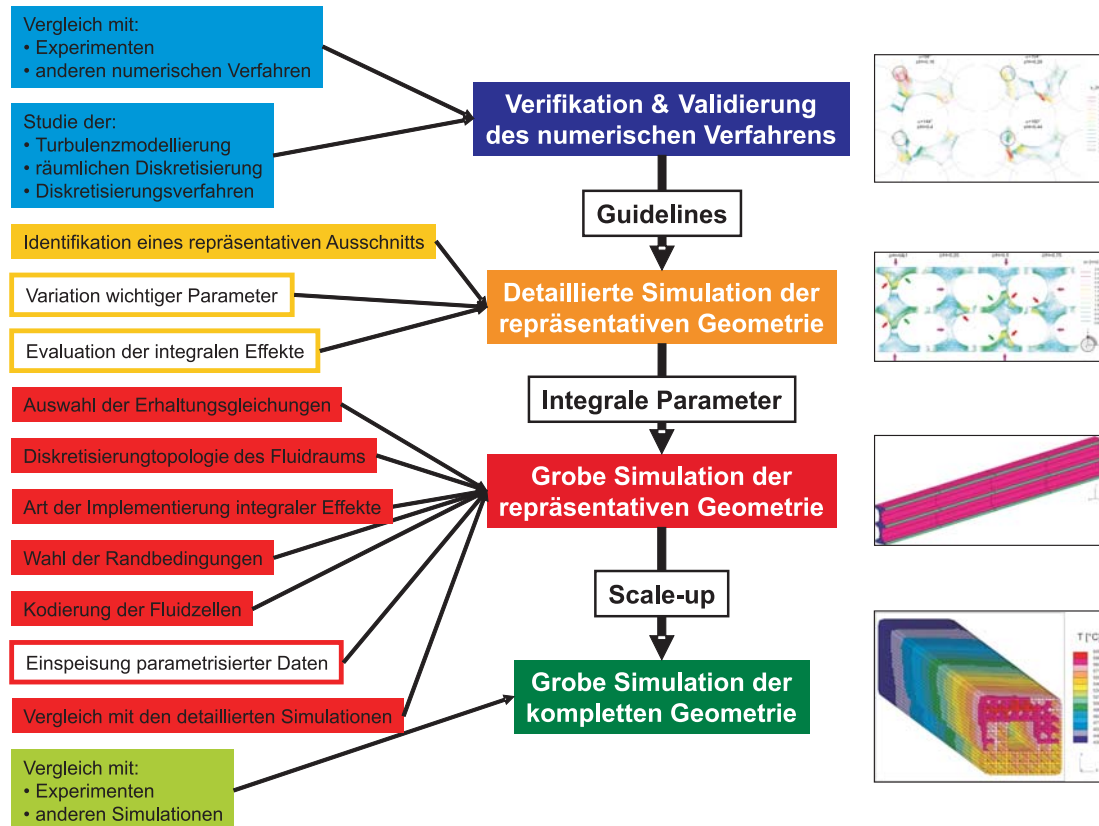 Vergleich mit:
• Experimenten
• anderen numerischen Verfahren
Studie der:
• Turbulenzmodellierung
• räumlichen Diskretisierung
• Diskretisierungsverfahren
Identifikation eines repräsentativen Ausschnitts
Variation wichtiger Parameter
Evaluation der integralen Effekte
Auswahl der Erhaltungsgleichungen
Diskretisierungtopologie des Fluidraums
Art der Implementierung integraler Effekte
Wahl der Randbedingungen
Kodierung der Fluidzellen
Einspeisung parametrisierter Daten
Vergleich mit den detaillierten Simulationen
Vergleich mit:
• Experimenten
• anderen Simulationen
Verifikation & Validierung
des numerischen Verfahrens
Guidelines
Detaillierte Simulation der
repräsentativen Geometrie
Integrale Parameter
Grobe Simulation der
repräsentativen Geometrie
Scale-up
Grobe Simulation der
kompletten Geometrie
T [°C]